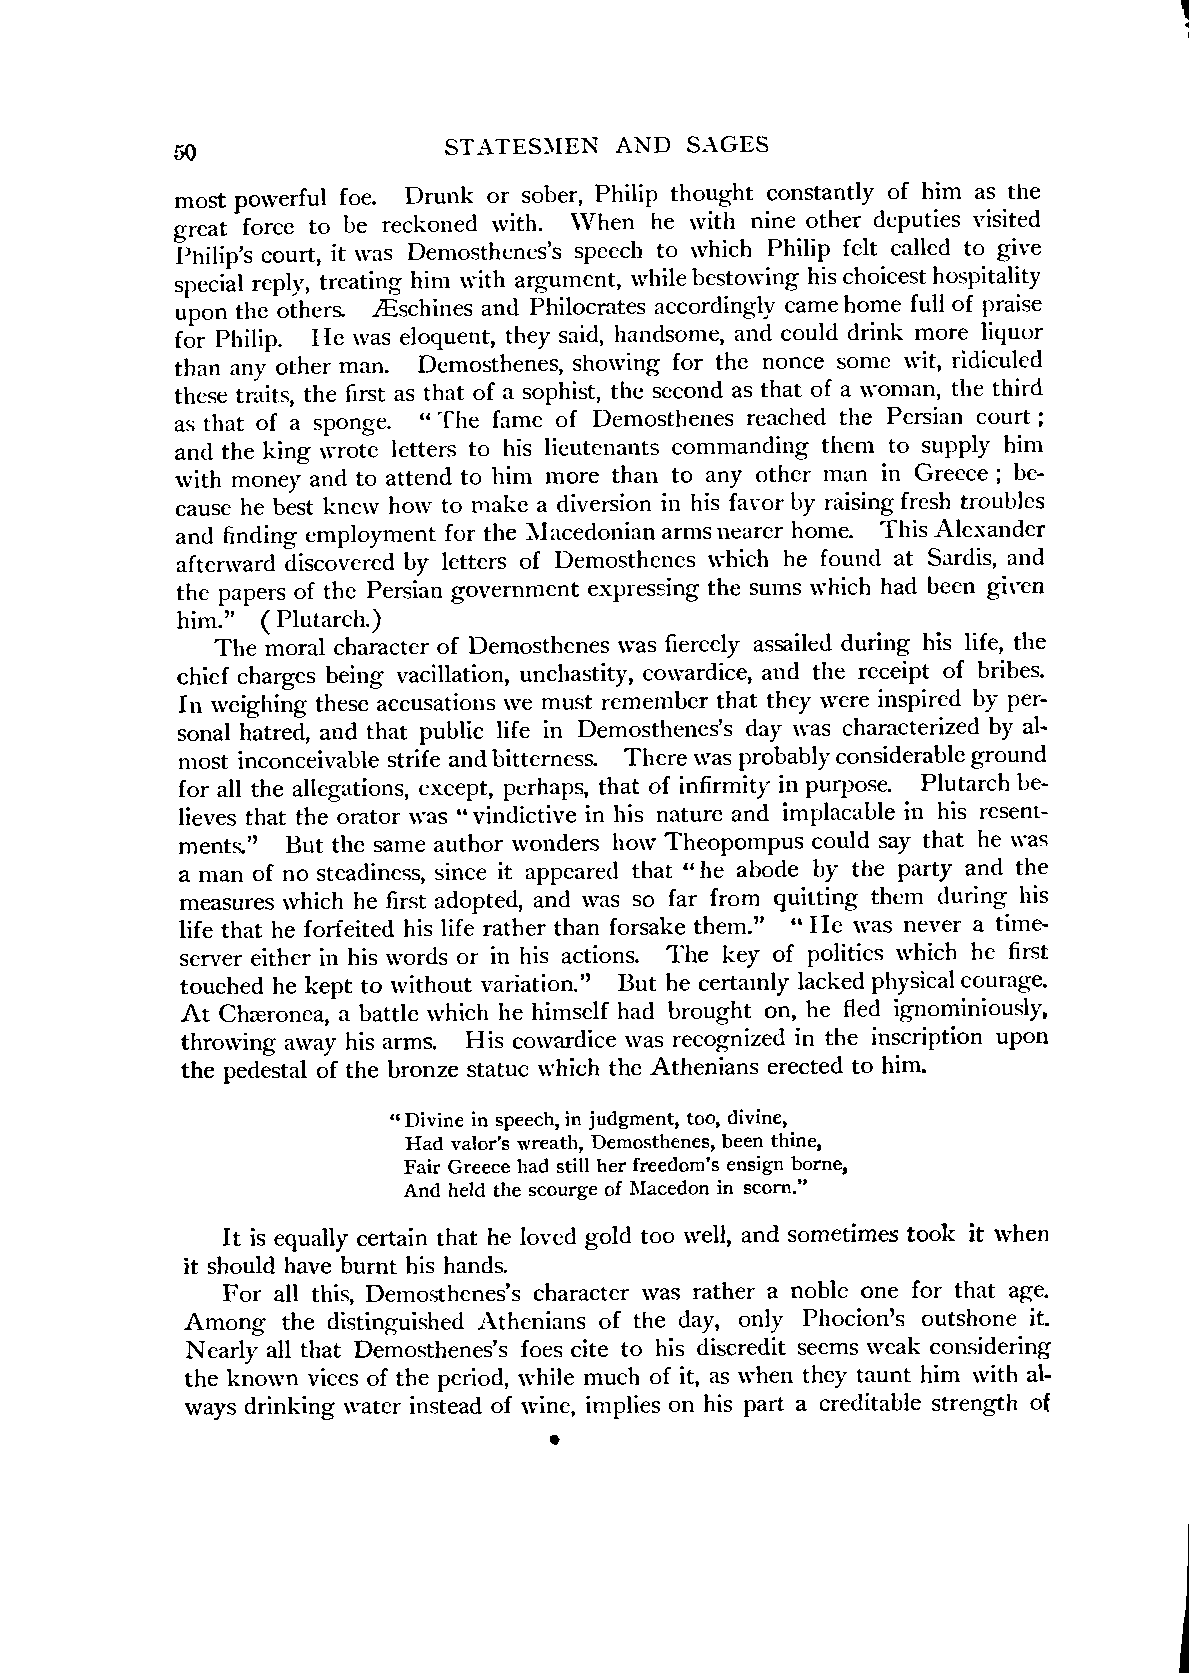 50 STATESMEN AND SAGES
most powerful foe. Drunk or sober, Philip thought constantly of him as the
great force to be reckoned with. When he with nine other deputies visited
Philip's court, it was Demosthenes's speech to which Philip felt called to give
special reply, treating him with argument, while bestowing his choicest hospitality
upon the others. Æschines and Philocrates accordingly came home full of praise
for Philip. He was eloquent, they said, handsome, and could drink more liquor
than any other man. Demosthenes, showing for the nonce some wit, ridiculed
these traits, the first as that of a sophist, the second as that of a woman, the third
as that of a sponge. "The fame of Demosthenes reached the Persian court;
and the king wrote letters to his lieutenants commanding them to supply him
with money and to attend to him more than to any other man in Greece; be-
cause he best knew how to make a diversion in his favor by raising fresh troubles
and finding employment for the Macedonian arms nearer home. This Alexander
afterward discovered by letters of Demosthenes which he found at Sardis, and
the papers of the Persian government expressing the sums which had been given
him." (Plutarch.)
The moral character of Demosthenes was fiercely assailed during his life, the
chief charges being vacillation, unchastity, cowardice, and the receipt of bribes.
In weighing these accusations we must remember that they were inspired by per-
sonal hatred, and that public life in Demosthenes's day was characterized by al-
most inconceivable strife and bitterness. There was probably considerable ground
for all the allegations, except, perhaps, that of infirmity in purpose. Plutarch be-
lieves that the orator was "vindictive in his nature and implacable in his resent-
ments." But the same author wonders how Theopompus could say that he was
a man of no steadiness, since it appeared that "he abode by the party and the
measures which he first adopted, and was so far from quitting them during his
life that he forfeited his life rather than forsake them." "He was never a time-
server either in his words or in his actions. The key of politics which he first
touched he kept to without variation." But he certainly lacked physical courage.
At Chæronea, a battle which he himself had brought on, he fled ignominiously,
throwing away his arms. His cowardice was recognized in the inscription upon
the pedestal of the bronze statue which the Athenians erected to him.
"Divine in speech, in judgment, too, divine,
Had valor's wreath, Demosthenes, been thine,
Fair Greece had still her freedom's ensign borne,
And held the scourge of Macedon in scorn."
It is equally certain that he loved gold too well, and sometimes took it when
it should have burnt his hands.
For all this, Demosthenes's character was rather a noble one for that age.
Among the distinguished Athenians of the day, only Phocion's outshone it.
Nearly all that Demosthenes's foes cite to his discredit seems weak considering
the known vices of the period, while much of it, as when they taunt him with al-
ways drinking water instead of wine, implies on his part a creditable strength of